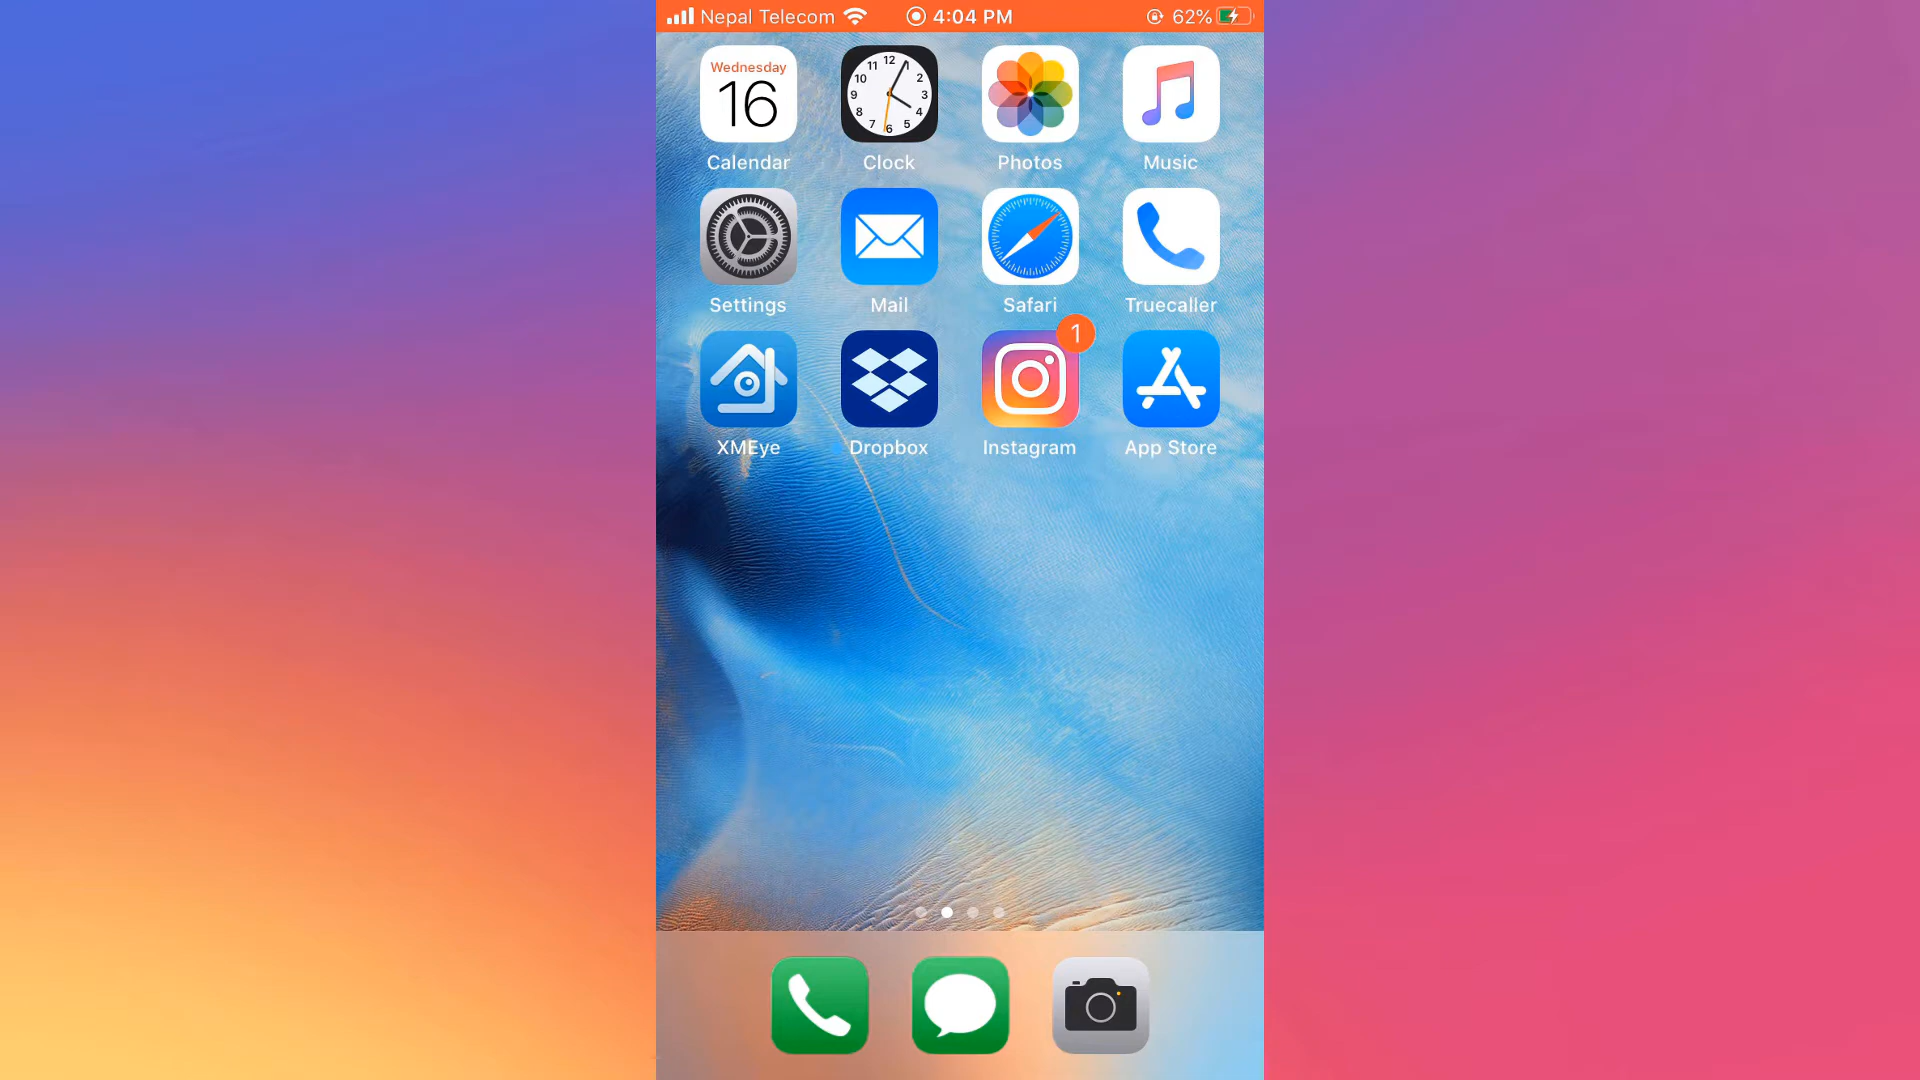 Nepal Telecom 4:04 PM 62%
Wednesday
16
12 1 2 3 4 5 6 7 8 9 10 11
Calendar Clock Photos Music
Settings Mail Safari Truecaller
1
XMEye Dropbox Instagram App Store